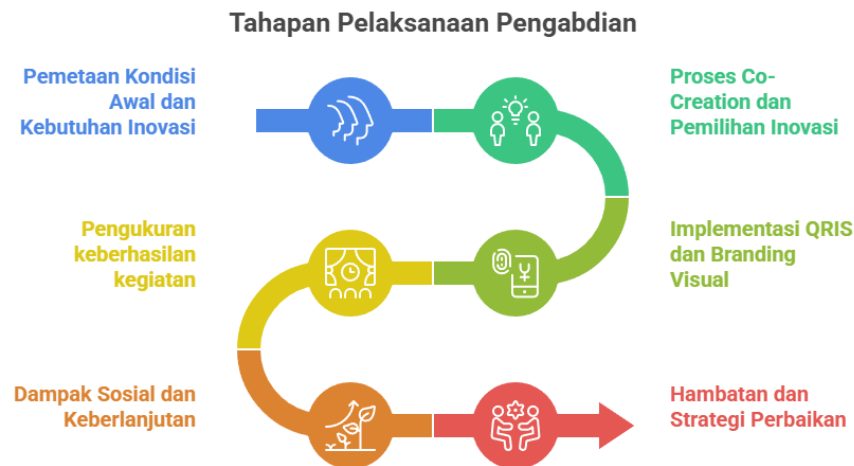 Tahapan Pelaksanaan Pengabdian
Pemetaan Kondisi
Awal dan
Kebutuhan Inovasi
Proses Co-
Creation dan
Pemilihan Inovasi
Implementasi QRIS
dan Branding
Visual
Pengukuran
keberhasilan
kegiatan
Dampak Sosial dan
Keberlanjutan
Hambatan dan
Strategi Perbaikan